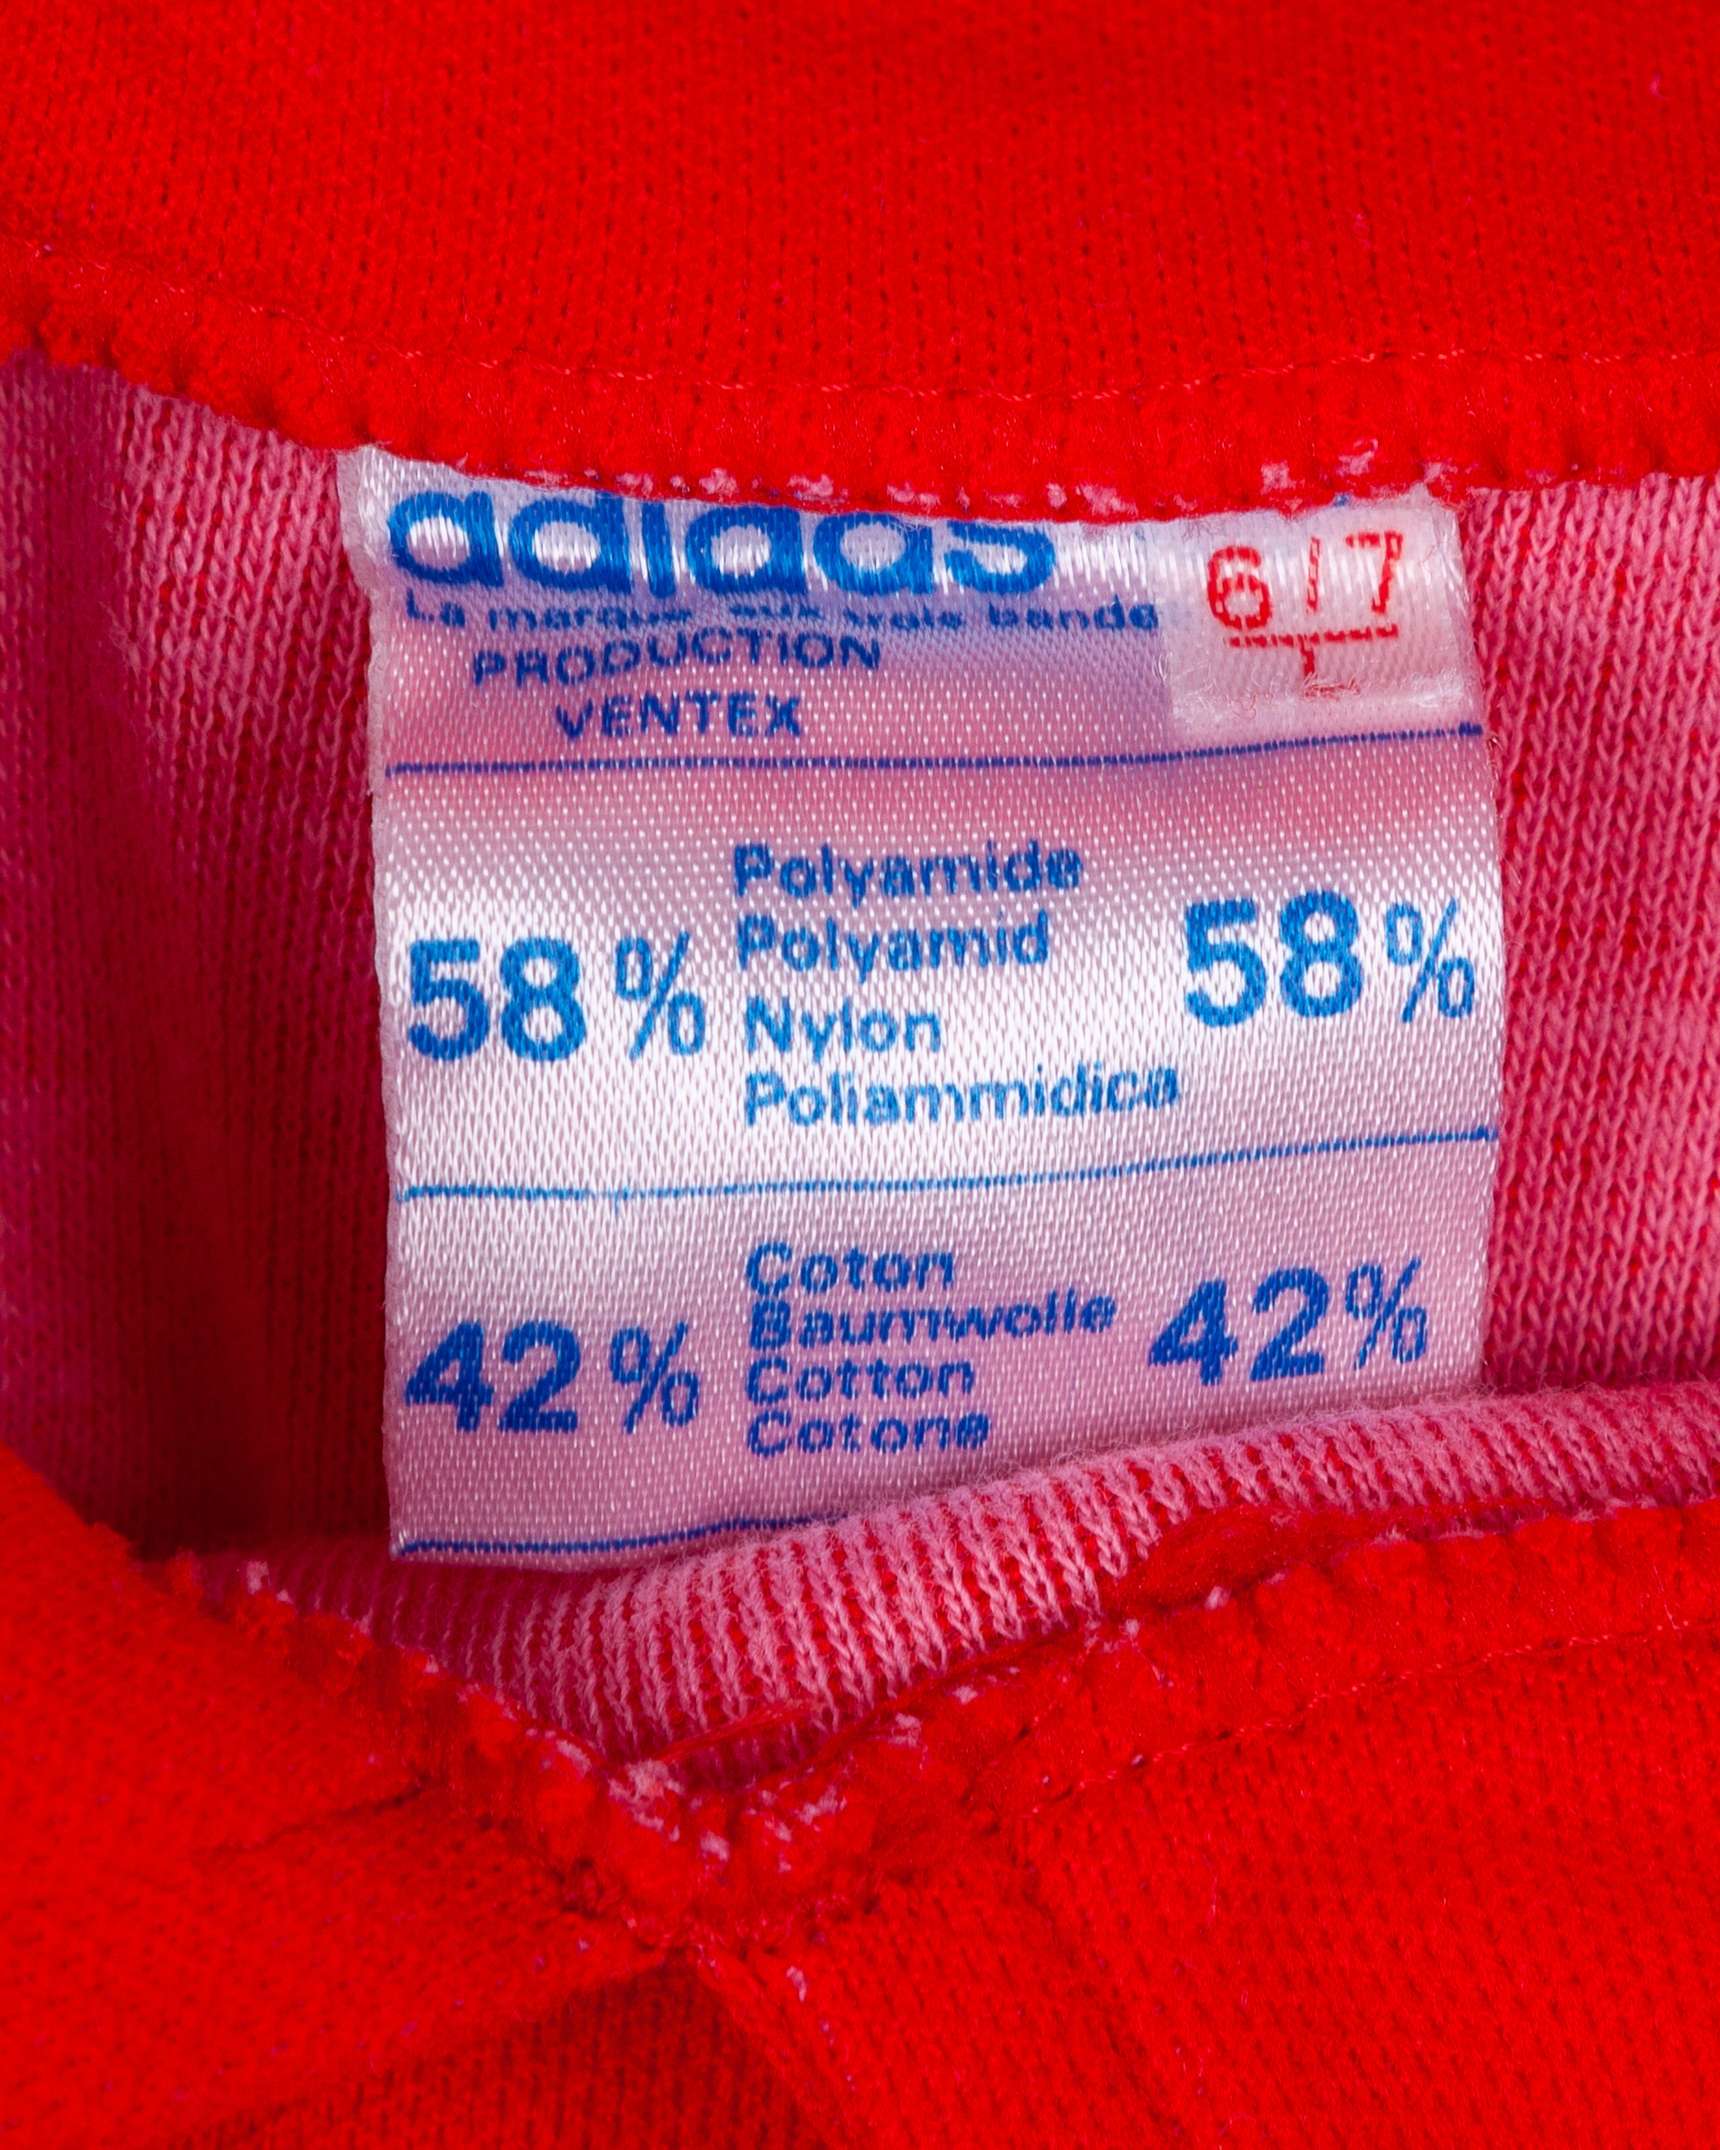 adidas
La marque aux trois bandes
6/7
PRODUCTION
VENTEX
58% Polyamide 58%
Polyamid
Nylon
Poliammidica
42% Coton 42%
Baumwolle
Cotton
Cotone